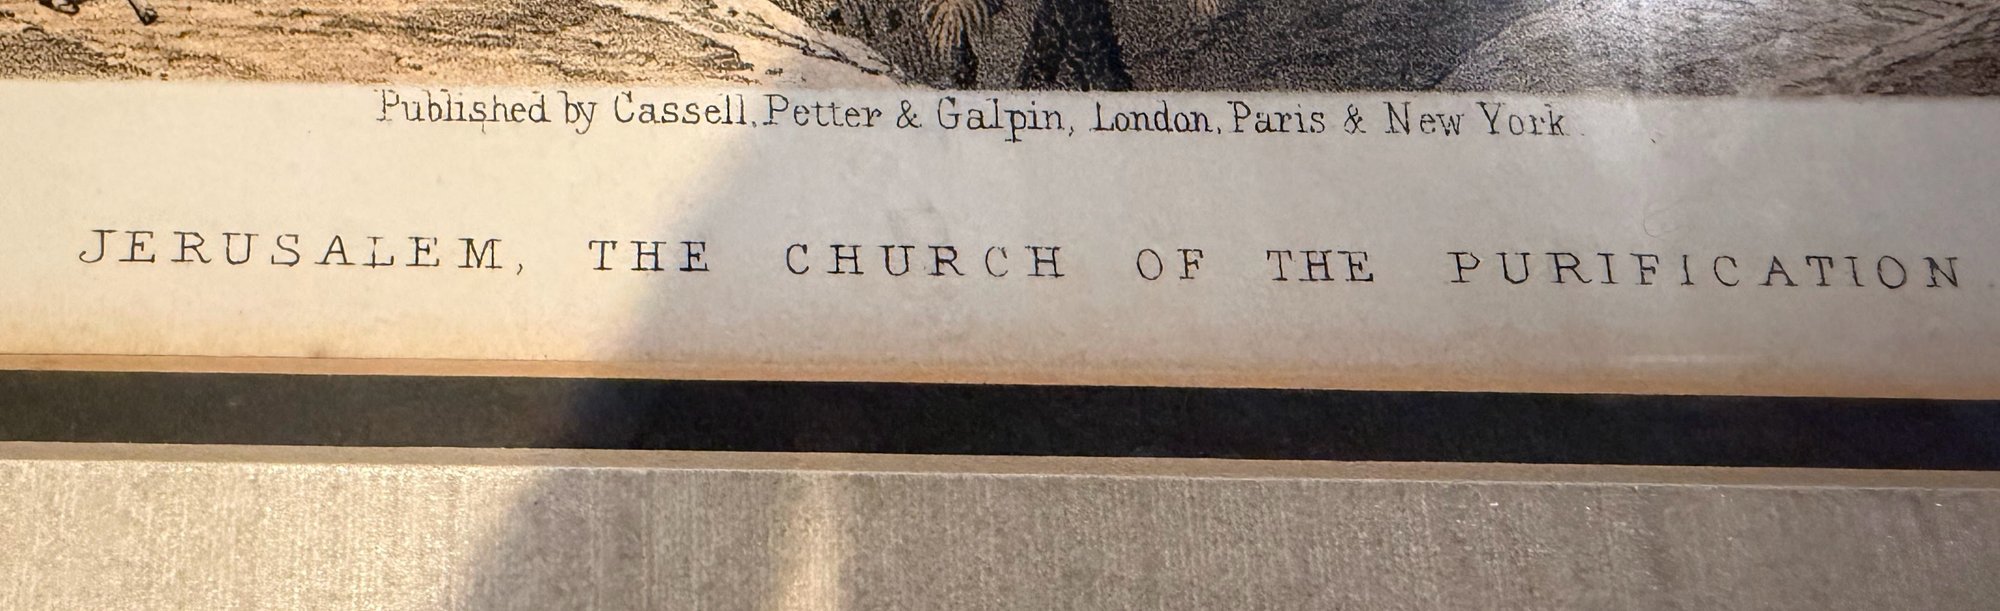 Published by Cassell, Petter & Galpin, London, Paris & New York.
JERUSALEM, THE CHURCH OF THE PURIFICATION.